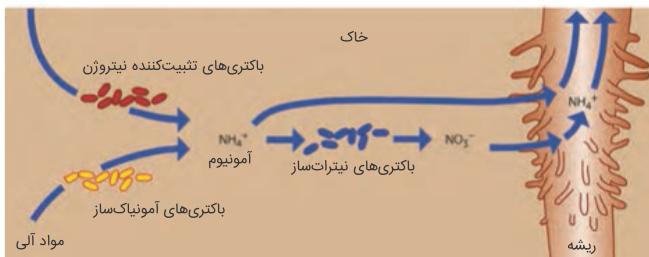 خاک
باکتری‌های تثبیت‌کننده نیتروژن
NH₄⁺
NH₄⁺
آمونیوم
NO₃⁻
باکتری‌های نیترات‌ساز
باکتری‌های آمونیاک‌ساز
مواد آلی
ریشه